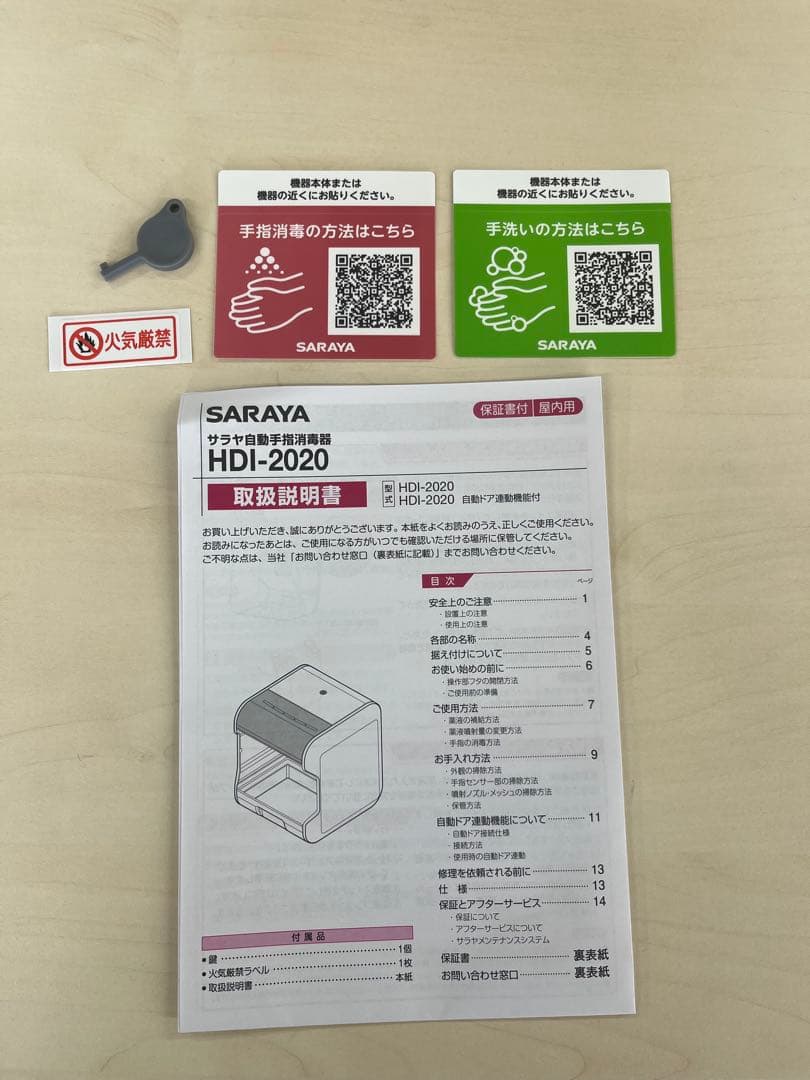 機器本体または
機器の近くにお貼りください。
手指消毒の方法はこちら
SARAYA
機器本体または
機器の近くにお貼りください。
手洗いの方法はこちら
SARAYA
火気厳禁
SARAYA
保証書付 屋内用
サラヤ自動手指消毒器
HDI-2020
取扱説明書
型式 HDI-2020
HDI-2020 自動ドア連動機能付
お買い上げいただき、誠にありがとうございます。本紙をよくお読みのうえ、正しくご使用ください。
お読みになったあとは、ご使用になる方がいつでも確認いただける場所に保管してください。
ご不明な点は、当社「お問い合わせ窓口(裏表紙に記載)」までお問い合わせください。
目次
ページ
安全上のご注意 1
・設置上の注意
・使用上の注意
各部の名称 4
据え付けについて 5
お使い始めの前に 6
・操作部フタの開閉方法
・ご使用前の準備
ご使用方法 7
・薬液の補給方法
・薬液噴射量の変更方法
・手指の消毒方法
お手入れ方法 9
・外観の掃除方法
・手指センサー部の掃除方法
・噴射ノズル・メッシュの掃除方法
・保管方法
自動ドア連動機能について 11
・自動ドア接続仕様
・接続方法
・使用時の自動ドア連動
修理を依頼される前に 13
仕様 13
保証とアフターサービス 14
・保証について
・アフターサービスについて
・サラヤメンテナンスシステム
保証書 裏表紙
お問い合わせ窓口 裏表紙
付属品
●鍵 1個
●火気厳禁ラベル 1枚
●取扱説明書 本紙